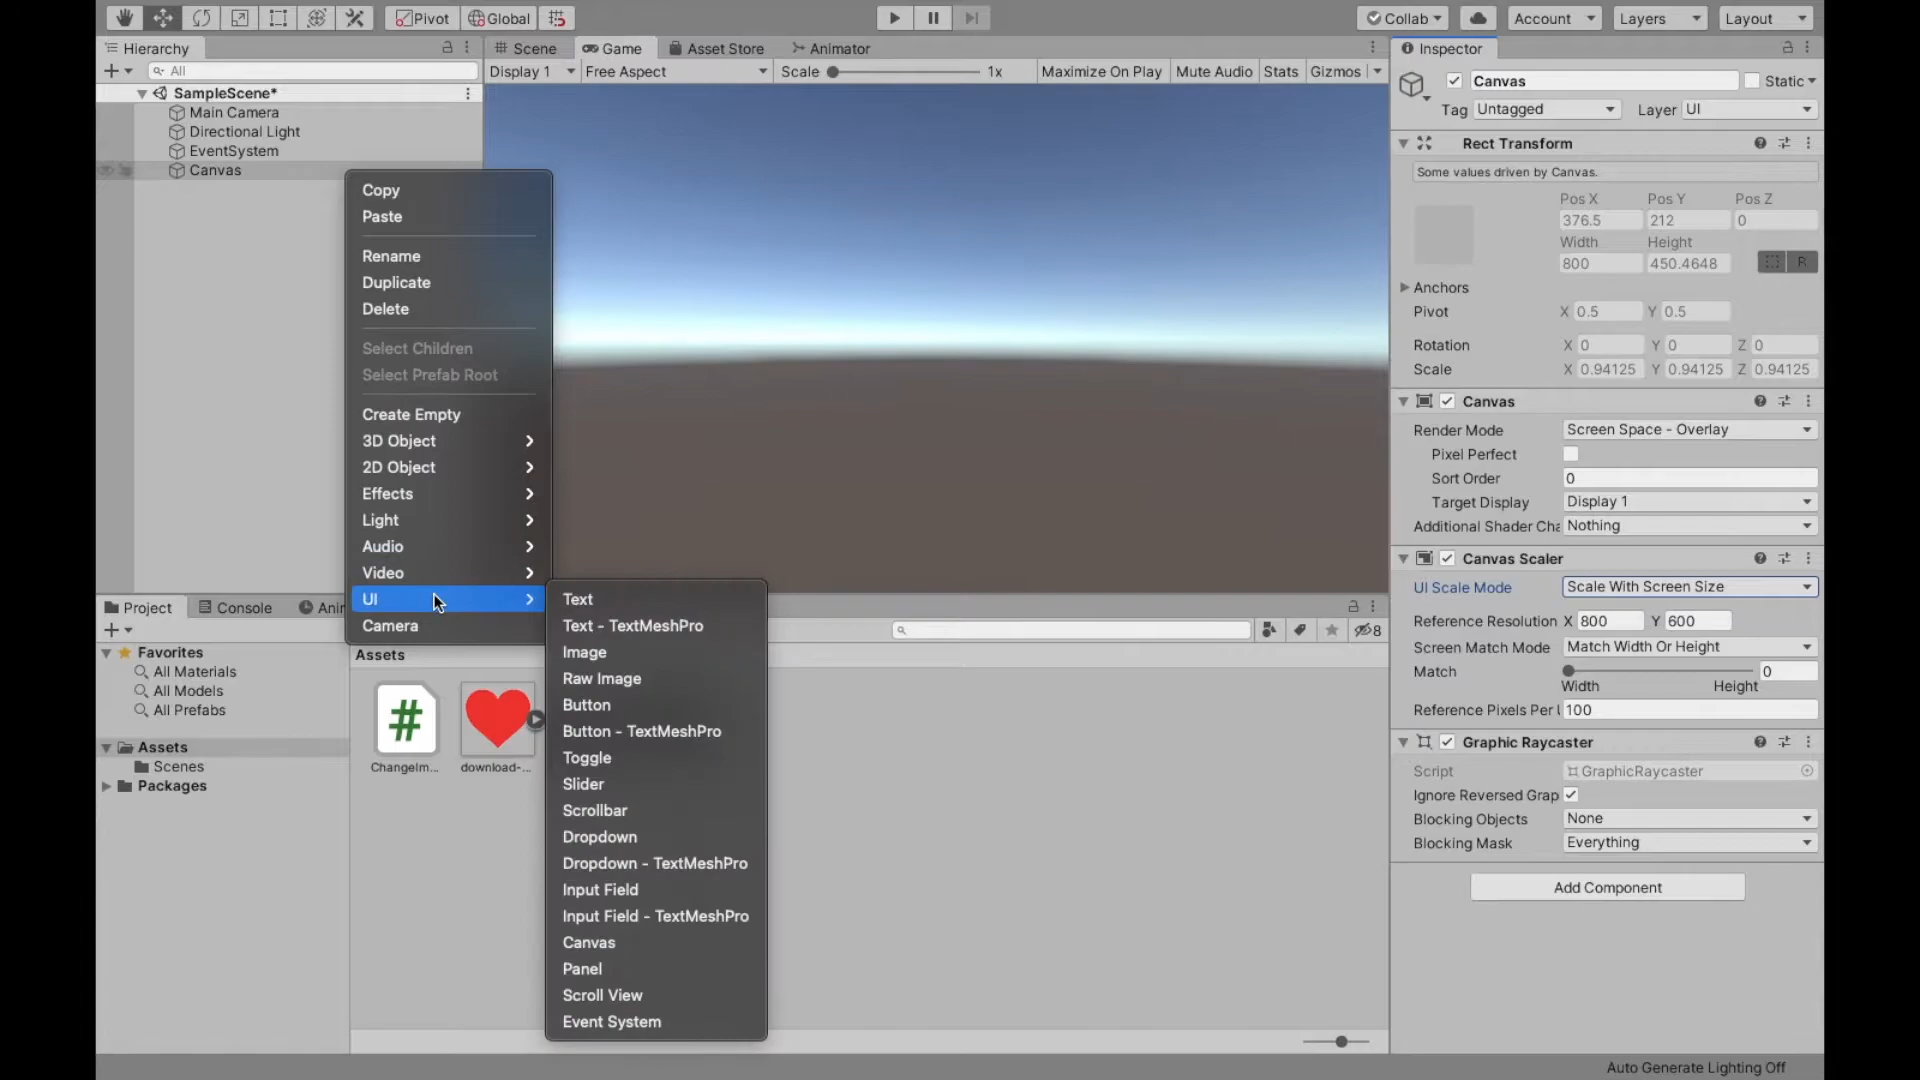 Pivot
Global
Collab
Account
Layers
Layout
Hierarchy
Scene
Game
Asset Store
Animator
Inspector
All
Display 1
Free Aspect
Scale
1x
Maximize On Play
Mute Audio
Stats
Gizmos
SampleScene*
Main Camera
Directional Light
EventSystem
Canvas
Copy
Paste
Rename
Duplicate
Delete
Select Children
Select Prefab Root
Create Empty
3D Object
2D Object
Effects
Light
Audio
Video
UI
Camera
Text
Text - TextMeshPro
Image
Raw Image
Button
Button - TextMeshPro
Toggle
Slider
Scrollbar
Dropdown
Dropdown - TextMeshPro
Input Field
Input Field - TextMeshPro
Canvas
Panel
Scroll View
Event System
Project
Console
Ani
8
Favorites
All Materials
All Models
All Prefabs
Assets
Scenes
Packages
Assets
#
ChangeIm...
download-...
Canvas
Static
Tag Untagged
Layer UI
Rect Transform
Some values driven by Canvas.
Pos X Pos Y Pos Z
376.5 212 0
Width Height
800 450.4648
R
Anchors
Pivot X 0.5 Y 0.5
Rotation X 0 Y 0 Z 0
Scale X 0.94125 Y 0.94125 Z 0.94125
Canvas
Render Mode Screen Space - Overlay
Pixel Perfect
Sort Order 0
Target Display Display 1
Additional Shader Cha Nothing
Canvas Scaler
UI Scale Mode Scale With Screen Size
Reference Resolution X 800 Y 600
Screen Match Mode Match Width Or Height
Match 0
Width Height
Reference Pixels Per U 100
Graphic Raycaster
Script GraphicRaycaster
Ignore Reversed Grap
Blocking Objects None
Blocking Mask Everything
Add Component
Auto Generate Lighting Off